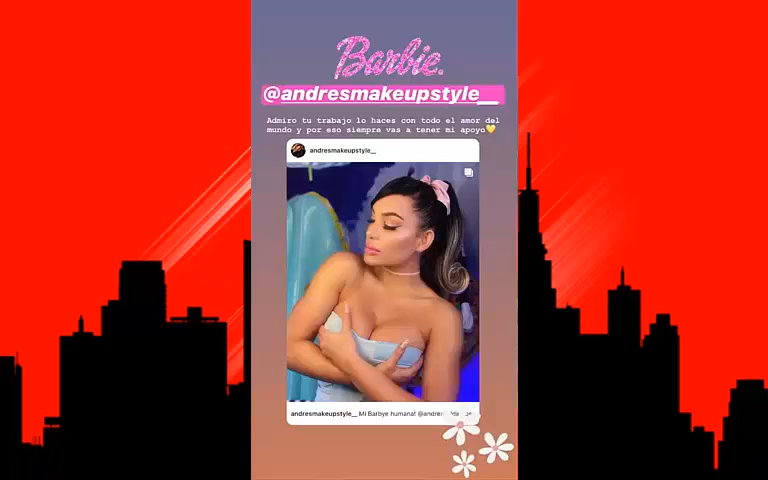 Barbie.
@andresmakeupstyle__
Admiro tu trabajo lo haces con todo el amor del
mundo y por eso siempre vas a tener mi apoyo💛
andresmakeupstyle__
andresmakeupstyle__ Mi Barbye humana!